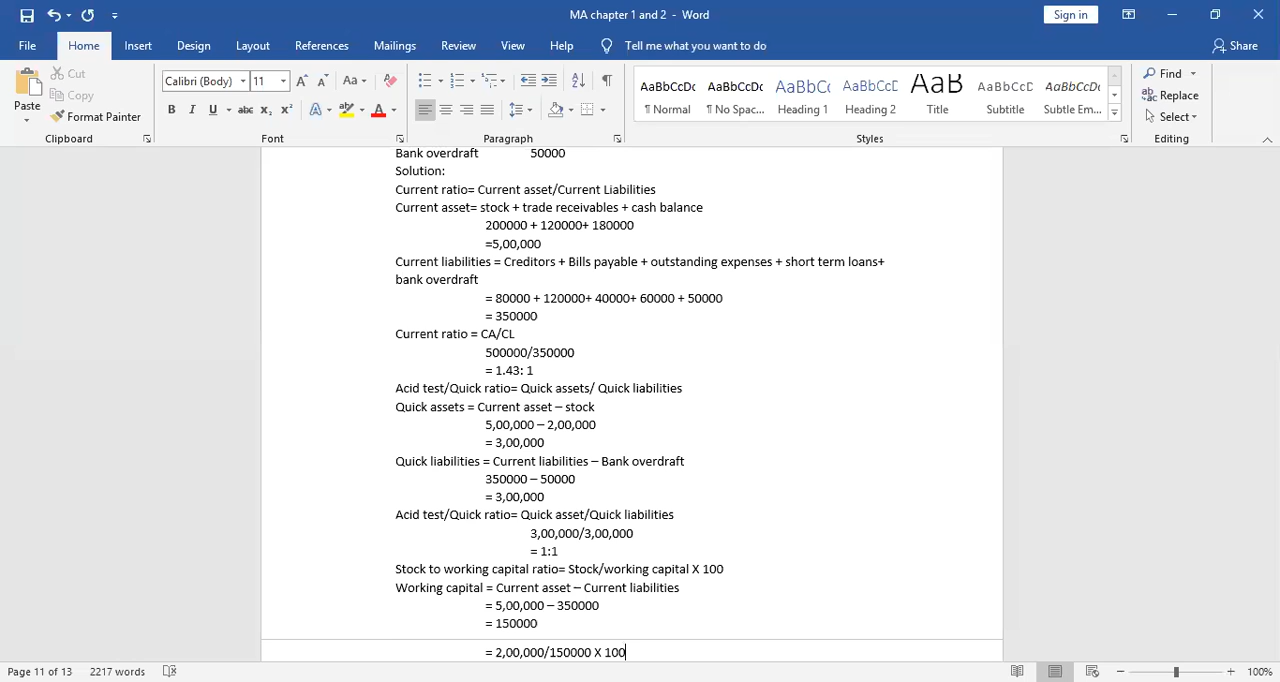 MA chapter 1 and 2 - Word
Sign in
File Home Insert Design Layout References Mailings Review View Help Tell me what you want to do Share
Paste Cut Copy Format Painter
Calibri (Body) 11
AaBbCcDc AaBbCcDc AaBbCc AaBbCcD AaB AaBbCcD AaBbCcDc
¶ Normal ¶ No Spac... Heading 1 Heading 2 Title Subtitle Subtle Em...
Find
Replace
Select
Clipboard Font Paragraph Styles Editing
Bank overdraft 50000
Solution:
Current ratio= Current asset/Current Liabilities
Current asset= stock + trade receivables + cash balance
200000 + 120000+ 180000
=5,00,000
Current liabilities = Creditors + Bills payable + outstanding expenses + short term loans+
bank overdraft
= 80000 + 120000+ 40000+ 60000 + 50000
= 350000
Current ratio = CA/CL
500000/350000
= 1.43: 1
Acid test/Quick ratio= Quick assets/ Quick liabilities
Quick assets = Current asset – stock
5,00,000 – 2,00,000
= 3,00,000
Quick liabilities = Current liabilities – Bank overdraft
350000 – 50000
= 3,00,000
Acid test/Quick ratio= Quick asset/Quick liabilities
3,00,000/3,00,000
= 1:1
Stock to working capital ratio= Stock/working capital X 100
Working capital = Current asset – Current liabilities
= 5,00,000 – 350000
= 150000
= 2,00,000/150000 X 100
Page 11 of 13 2217 words 100%